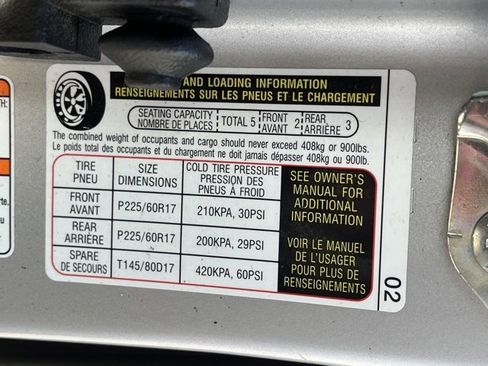 AND LOADING INFORMATION
RENSEIGNEMENTS SUR LES PNEUS ET LE CHARGEMENT
SEATING CAPACITY
NOMBRE DE PLACES
TOTAL 5
FRONT
AVANT 2
REAR
ARRIÈRE 3
The combined weight of occupants and cargo should never exceed 408kg or 900lbs.
Le poids total des occupants et du chargement ne doit jamais dépasser 408kg ou 900lb.
TIRE
PNEU
SIZE
DIMENSIONS
COLD TIRE PRESSURE
PRESSION DES
PNEUS À FROID
FRONT
AVANT
P225/60R17
210KPA, 30PSI
REAR
ARRIÈRE
P225/60R17
200KPA, 29PSI
SPARE
DE SECOURS
T145/80D17
420KPA, 60PSI
SEE OWNER'S
MANUAL FOR
ADDITIONAL
INFORMATION
VOIR LE MANUEL
DE L'USAGER
POUR PLUS DE
RENSEIGNEMENTS
02